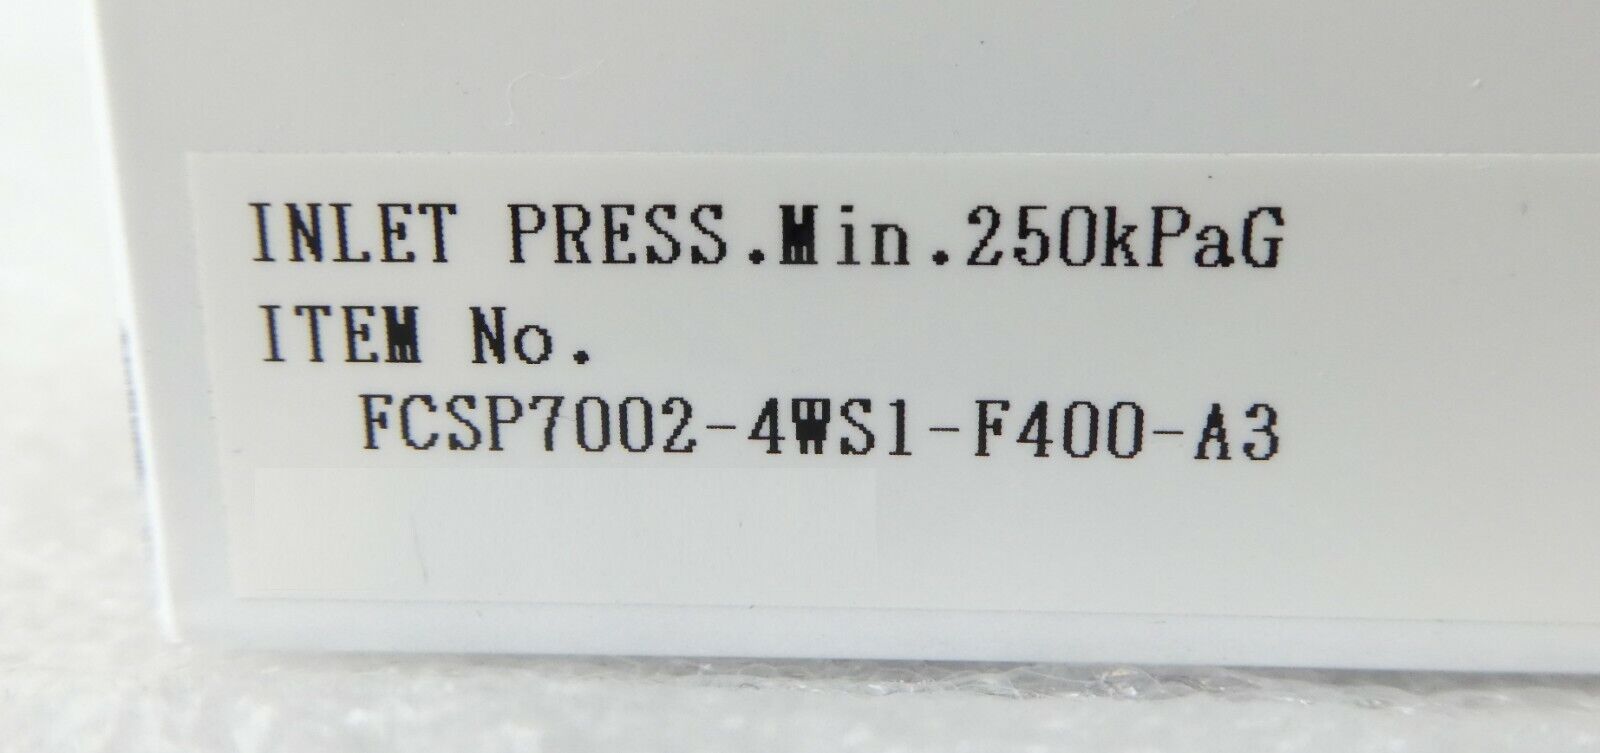 INLET PRESS.Min.250kPaG
ITEM No.
FCSP7002-4WS1-F400-A3